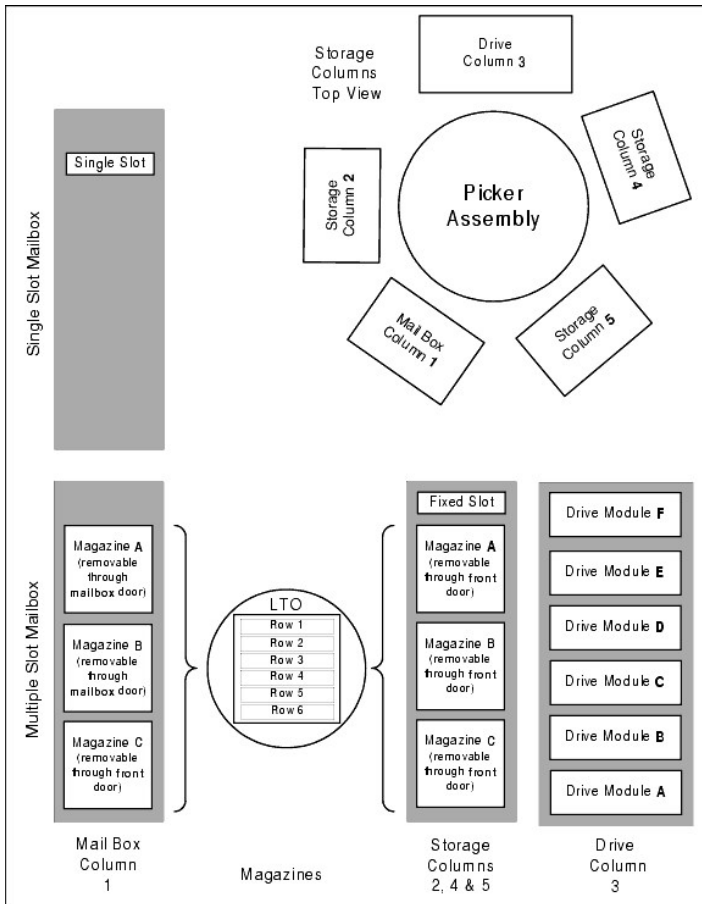 Storage
Columns
Top View
Drive
Column 3
Storage
Column 4
Storage
Column 2
Picker
Assembly
Mail Box
Column 1
Storage
Column 5
Single Slot Mailbox
Single Slot
Multiple Slot Mailbox
Magazine A
(removable
through
mailbox door)
Magazine B
(removable
through
mailbox door)
Magazine C
(removable
through front
door)
LTO
Row 1
Row 2
Row 3
Row 4
Row 5
Row 6
Fixed Slot
Magazine A
(removable
through front
door)
Magazine B
(removable
through front
door)
Magazine C
(removable
through front
door)
Drive Module F
Drive Module E
Drive Module D
Drive Module C
Drive Module B
Drive Module A
Mail Box
Column
1
Magazines
Storage
Columns
2, 4 & 5
Drive
Column
3